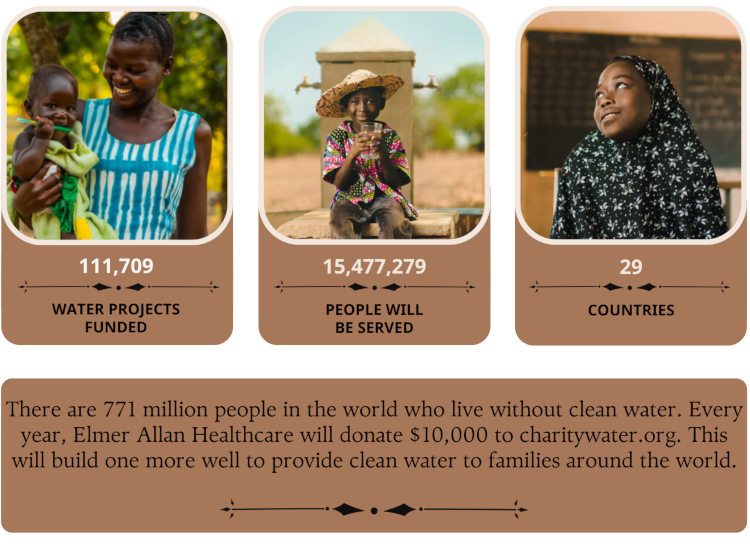 111,709
WATER PROJECTS
FUNDED
15,477,279
PEOPLE WILL
BE SERVED
29
COUNTRIES
There are 771 million people in the world who live without clean water. Every
year, Elmer Allan Healthcare will donate $10,000 to charitywater.org. This
will build one more well to provide clean water to families around the world.